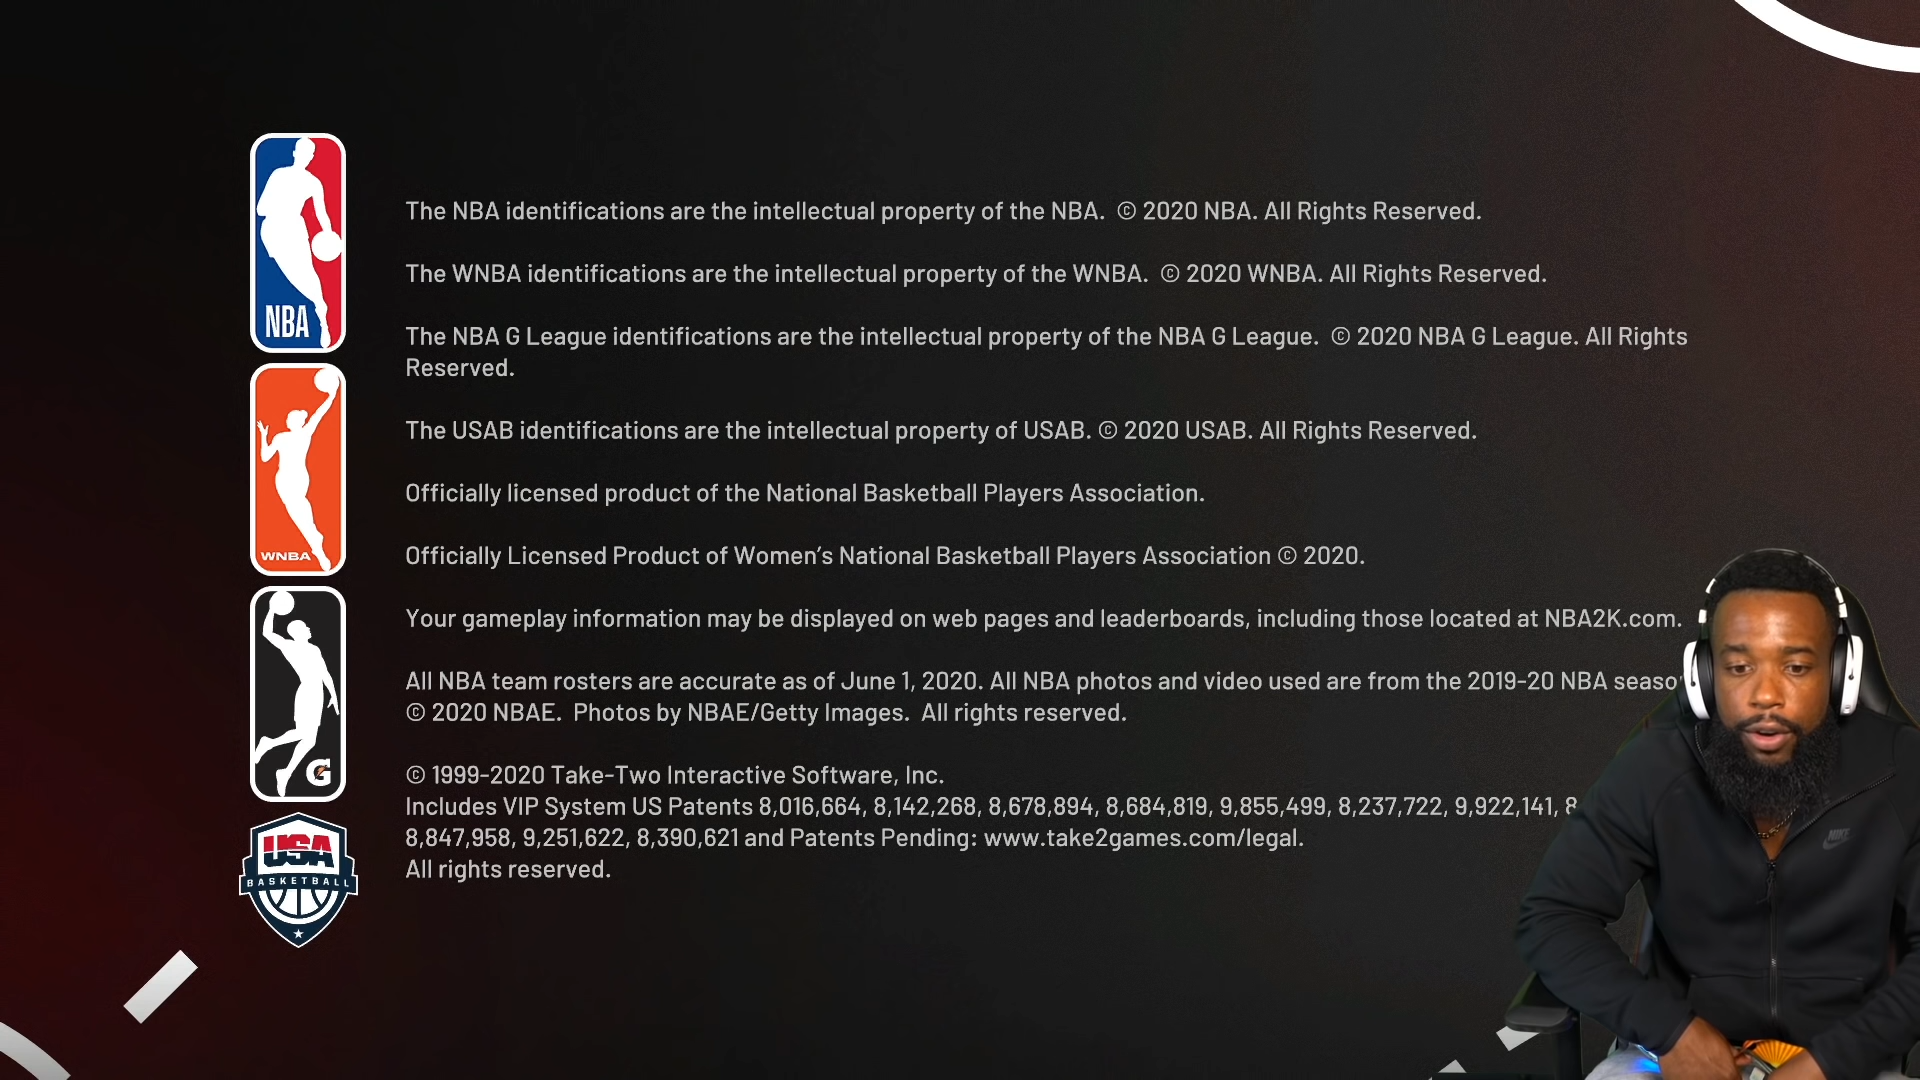 The NBA identifications are the intellectual property of the NBA.  © 2020 NBA. All Rights Reserved.
The WNBA identifications are the intellectual property of the WNBA.  © 2020 WNBA. All Rights Reserved.
NBA
The NBA G League identifications are the intellectual property of the NBA G League.  © 2020 NBA G League. All Rights
Reserved.
The USAB identifications are the intellectual property of USAB. © 2020 USAB. All Rights Reserved.
Officially licensed product of the National Basketball Players Association.
WNBA
Officially Licensed Product of Women’s National Basketball Players Association © 2020.
Your gameplay information may be displayed on web pages and leaderboards, including those located at NBA2K.com.
All NBA team rosters are accurate as of June 1, 2020. All NBA photos and video used are from the 2019-20 NBA
© 2020 NBAE.  Photos by NBAE/Getty Images.  All rights reserved.
G
© 1999-2020 Take-Two Interactive Software, Inc.
Includes VIP System US Patents 8,016,664, 8,142,268, 8,678,894, 8,684,819, 9,855,499, 8,237,722, 9,922,141,
8,847,958, 9,251,622, 8,390,621 and Patents Pending: www.take2games.com/legal.
All rights reserved.
USA
BASKETBALL
NIKE